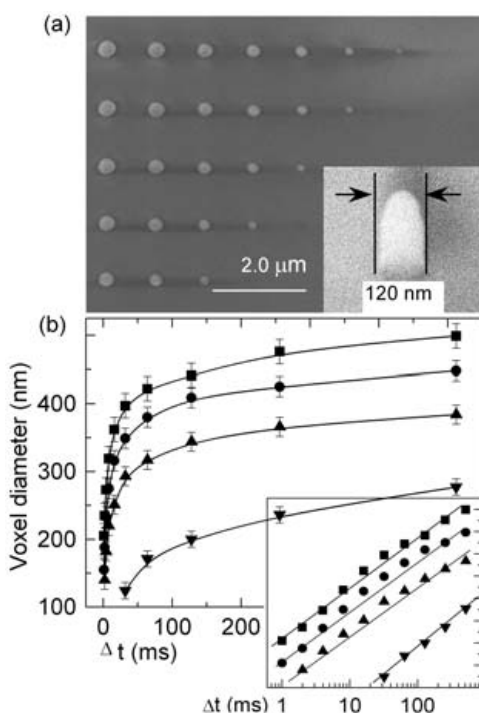 (a)
2.0 μm
120 nm
(b)
Voxel diameter (nm)
400
300
200
100
0 100 200
Δ t (ms)
1 10 100
Δt (ms)